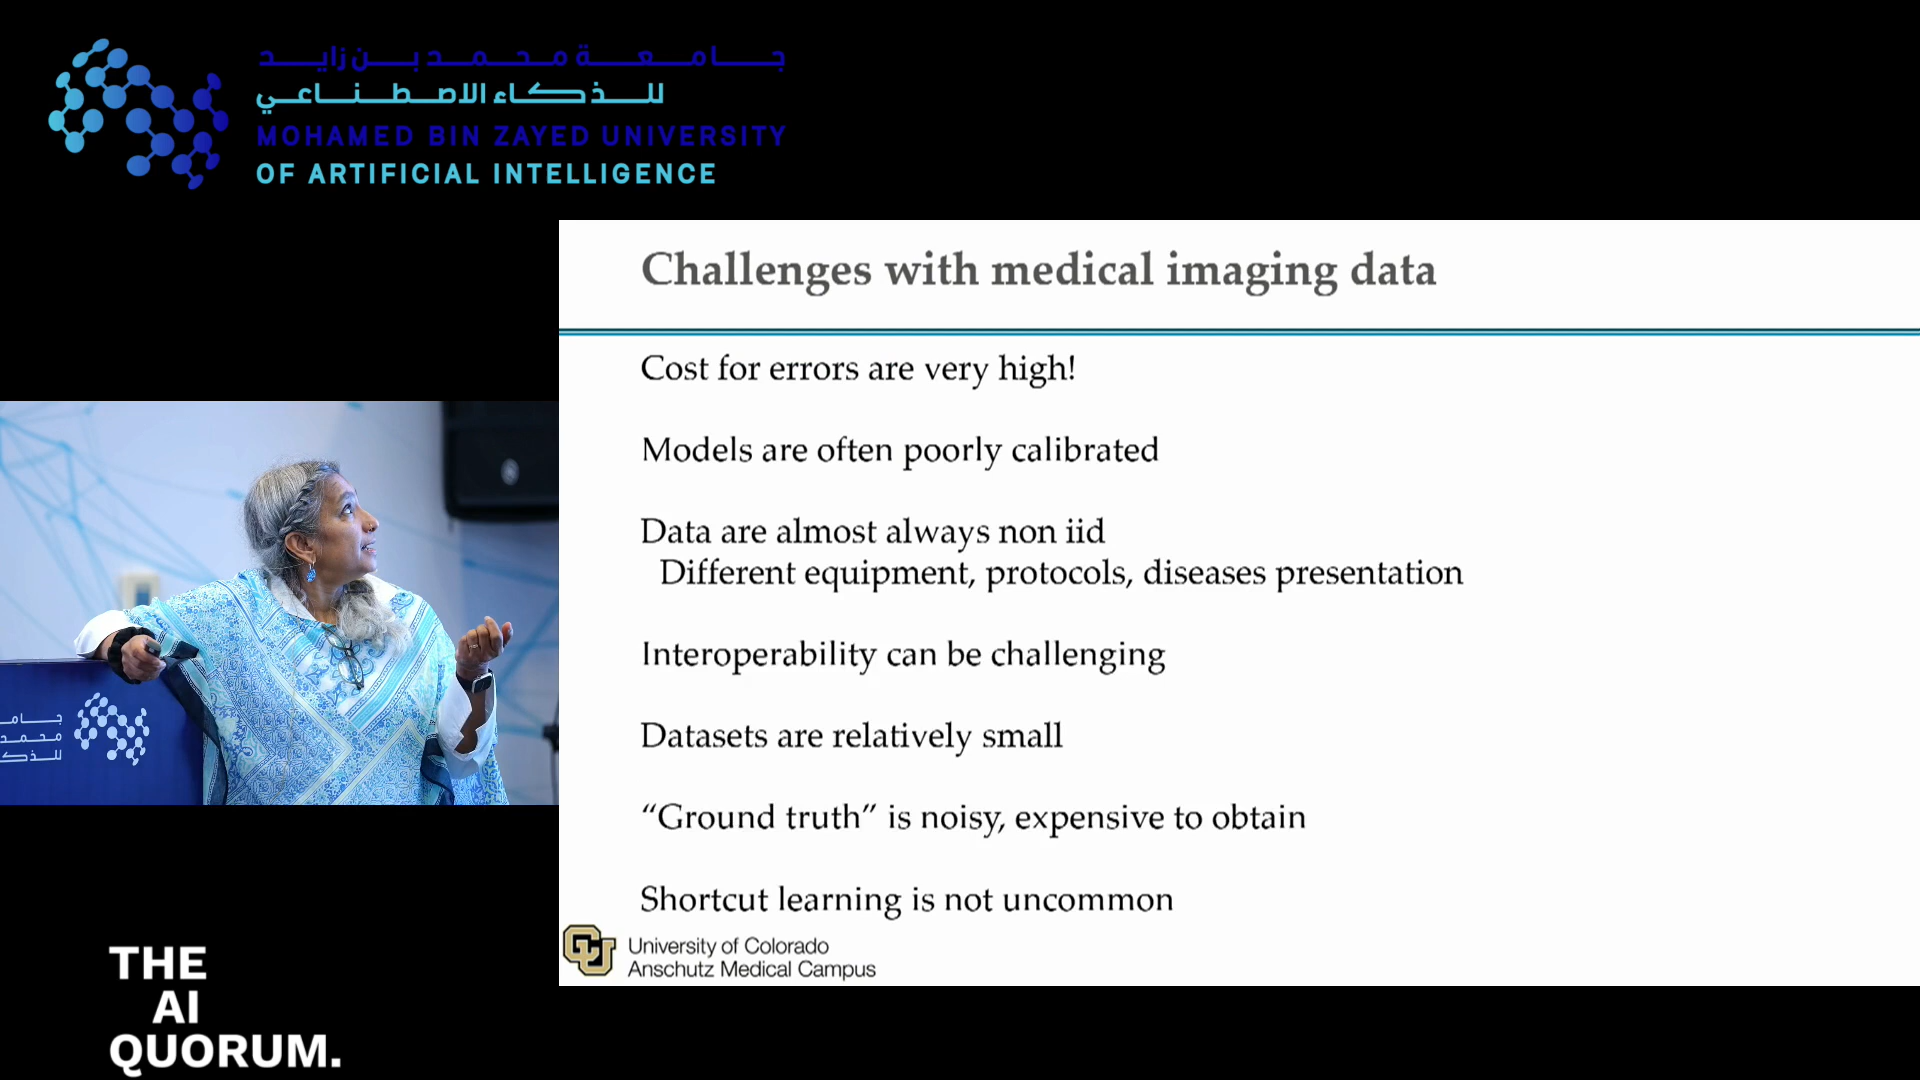 جامعة محمد بن زايد
للذكاء الاصطناعي
MOHAMED BIN ZAYED UNIVERSITY
OF ARTIFICIAL INTELLIGENCE
Challenges with medical imaging data
Cost for errors are very high!
Models are often poorly calibrated
Data are almost always non iid
Different equipment, protocols, diseases presentation
Interoperability can be challenging
Datasets are relatively small
“Ground truth” is noisy, expensive to obtain
Shortcut learning is not uncommon
CU
University of Colorado
Anschutz Medical Campus
THE
AI
QUORUM.